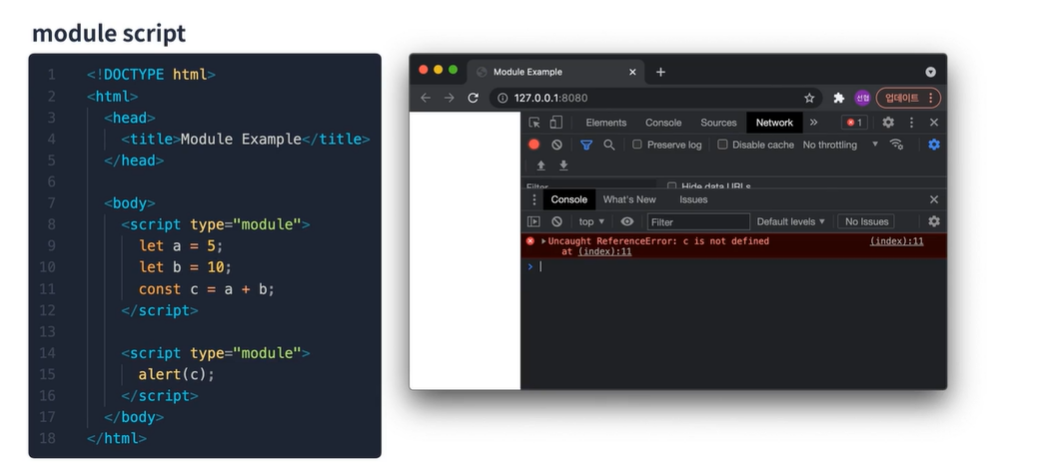 module script
1 <!DOCTYPE html>
2 <html>
3 <head>
4 <title>Module Example</title>
5 </head>
6
7 <body>
8 <script type="module">
9 let a = 5;
10 let b = 10;
11 const c = a + b;
12 </script>
13
14 <script type="module">
15 alert(c);
16 </script>
17 </body>
18 </html>
Module Example
127.0.0.1:8080 선협 업데이트
Elements Console Sources Network » 1
Preserve log Disable cache No throttling
Filter Hide data URLs
Console What's New Issues
top Filter Default levels No Issues
Uncaught ReferenceError: c is not defined (index):11
at (index):11